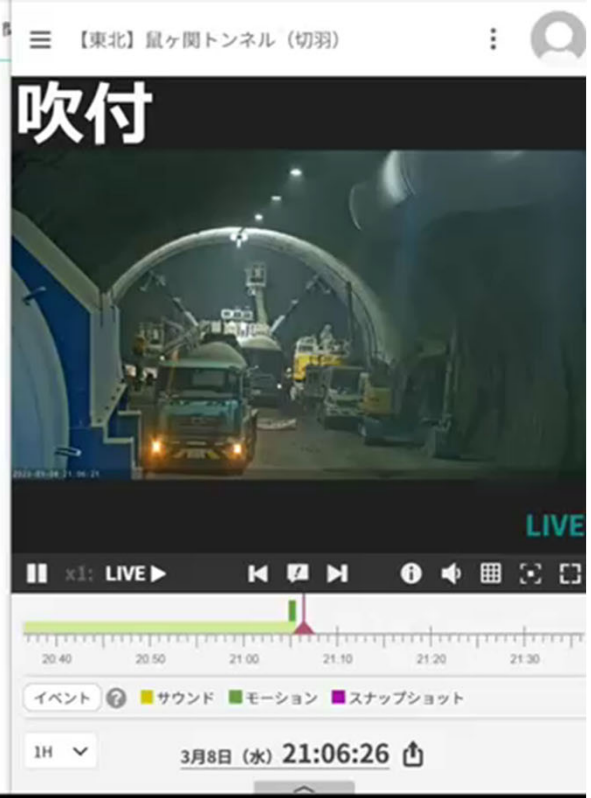 【東北】鼠ヶ関トンネル（切羽）
吹付
LIVE
x1: LIVE
20:40 20:50 21:00 21:10 21:20 21:30
イベント ? サウンド モーション スナップショット
1H 3月8日（水） 21:06:26